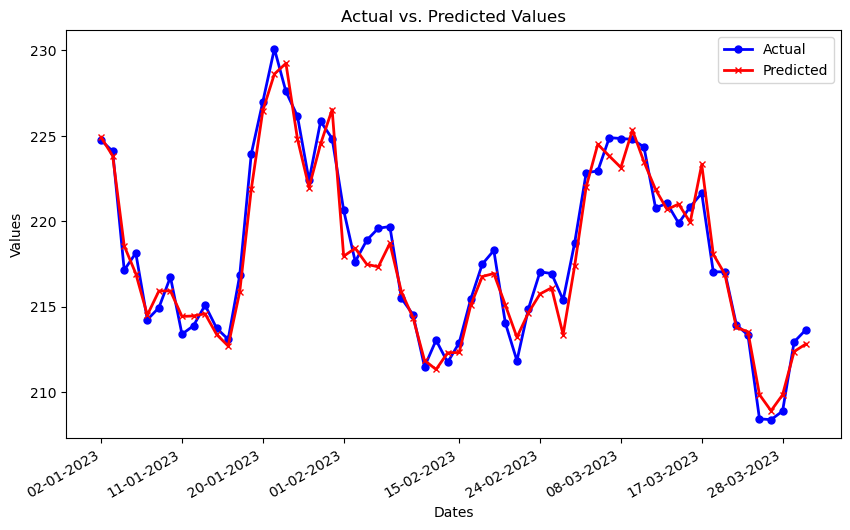 Actual vs. Predicted Values
Actual
Predicted
230
225
220
215
210
Values
02-01-2023
11-01-2023
20-01-2023
01-02-2023
15-02-2023
24-02-2023
08-03-2023
17-03-2023
28-03-2023
Dates